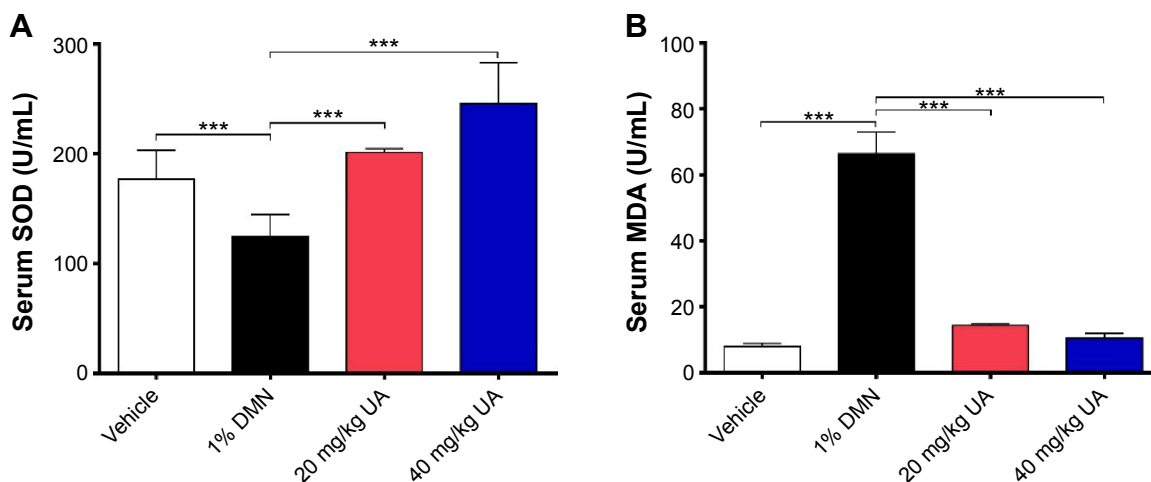 A
Serum SOD (U/mL)
300
200
100
0
***
***
***
Vehicle
1% DMN
20 mg/kg UA
40 mg/kg UA
B
Serum MDA (U/mL)
100
80
60
40
20
0
***
***
***
Vehicle
1% DMN
20 mg/kg UA
40 mg/kg UA